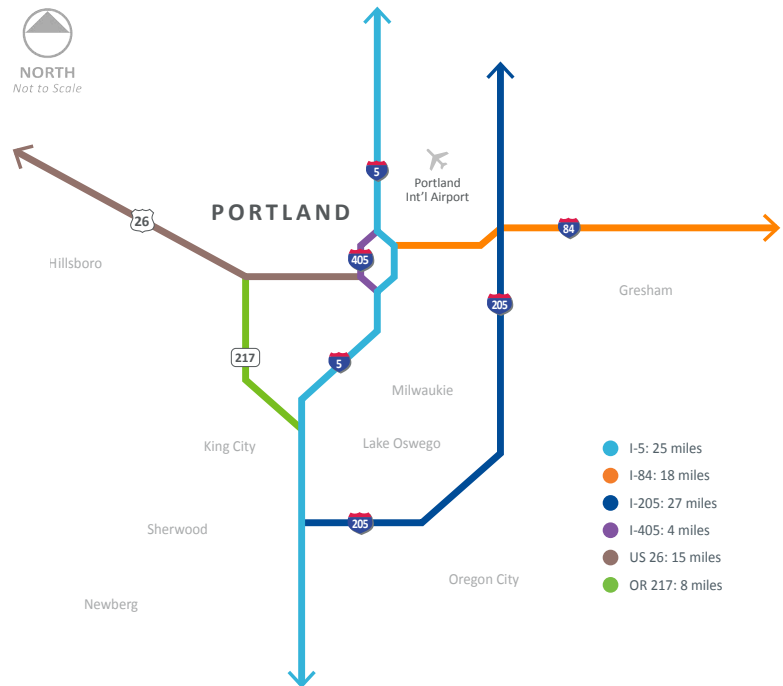 NORTH
Not to Scale
5
Portland
Int'l Airport
PORTLAND
26
84
405
Hillsboro
Gresham
205
217
5
Milwaukie
King City
Lake Oswego
I-5: 25 miles
I-84: 18 miles
I-205: 27 miles
I-405: 4 miles
US 26: 15 miles
OR 217: 8 miles
205
Sherwood
Oregon City
Newberg